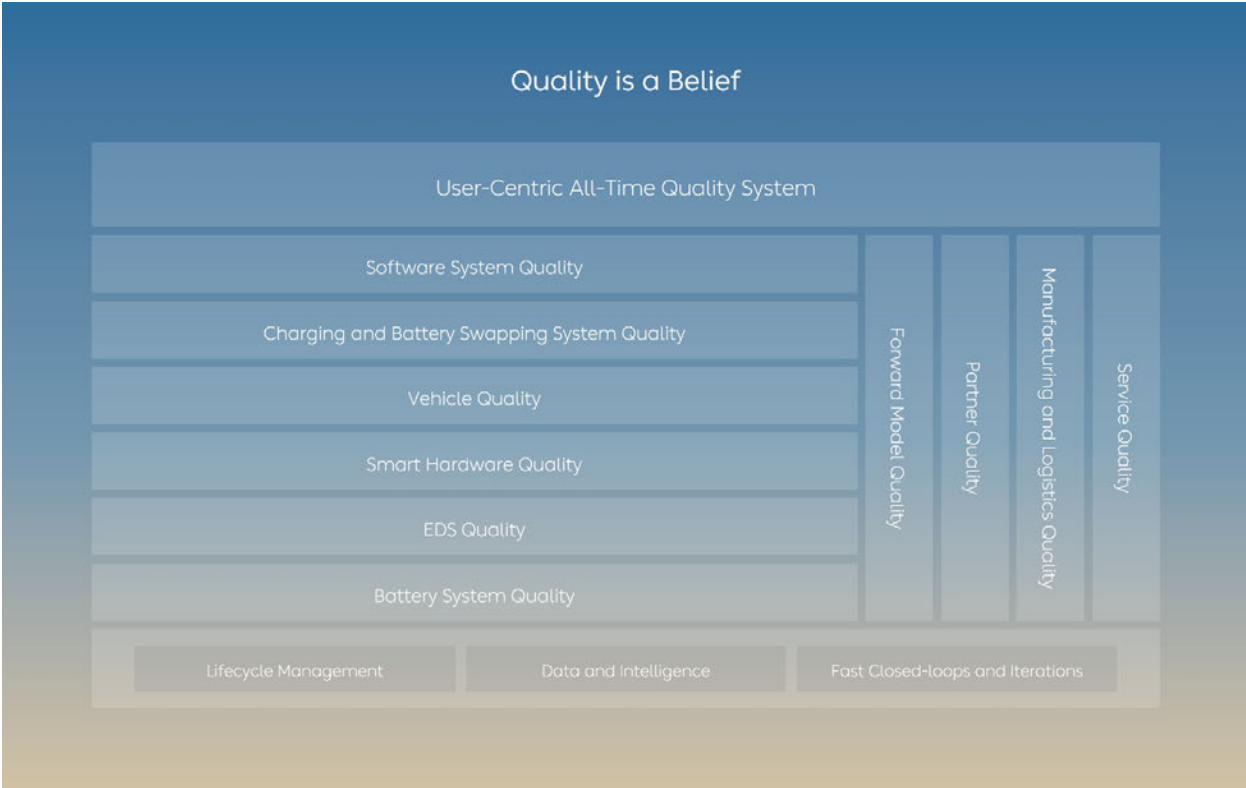 Quality is a Belief
User-Centric All-Time Quality System
Software System Quality
Charging and Battery Swapping System Quality
Vehicle Quality
Smart Hardware Quality
EDS Quality
Battery System Quality
Forward Model Quality
Partner Quality
Manufacturing and Logistics Quality
Service Quality
Lifecycle Management
Data and Intelligence
Fast Closed-loops and Iterations